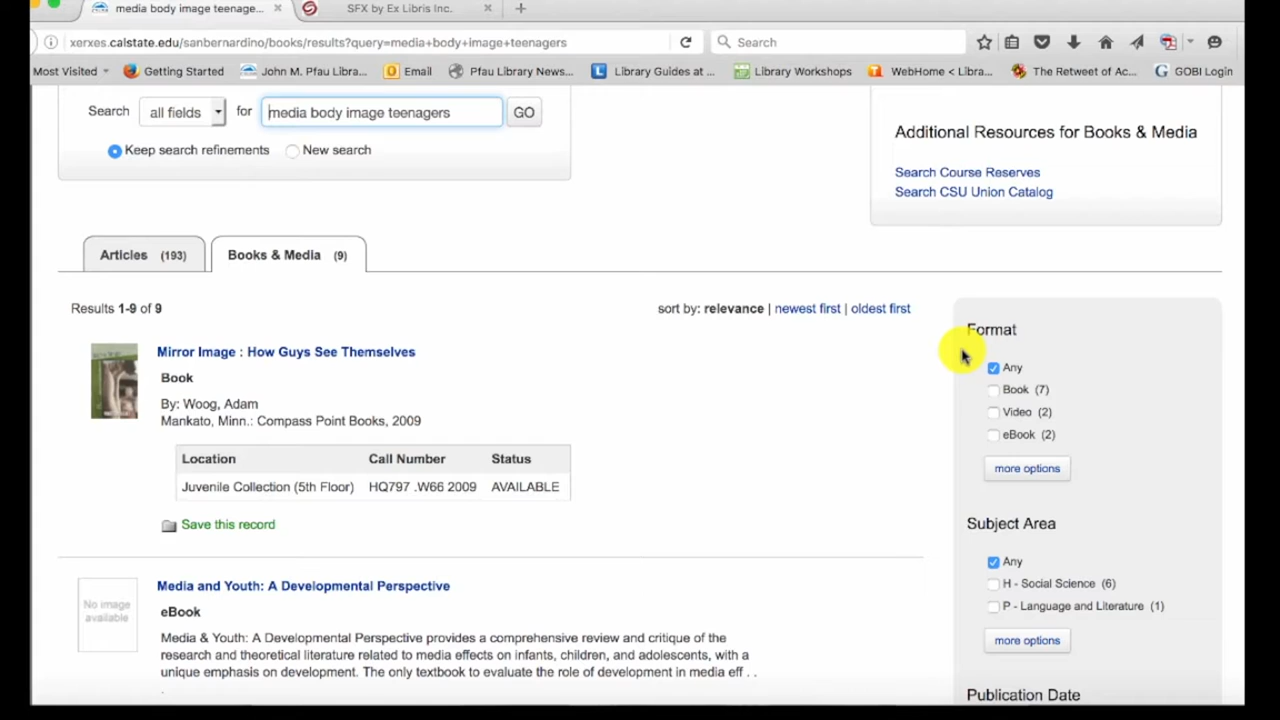 media body image teenage...
SFX by Ex Libris Inc.
xerxes.calstate.edu/sanbernardino/books/results?query=media+body+image+teenagers
Search
Most Visited
Getting Started
John M. Pfau Libra...
Email
Pfau Library News...
Library Guides at ...
Library Workshops
WebHome < Libra...
The Retweet of Ac...
GOBI Login
Search all fields for media body image teenagers GO
Keep search refinements New search
Additional Resources for Books & Media
Search Course Reserves
Search CSU Union Catalog
Articles (193) Books & Media (9)
Results 1-9 of 9
sort by: relevance | newest first | oldest first
Mirror Image : How Guys See Themselves
Book
By: Woog, Adam
Mankato, Minn.: Compass Point Books, 2009
Location Call Number Status
Juvenile Collection (5th Floor) HQ797 .W66 2009 AVAILABLE
Save this record
No image
available
Media and Youth: A Developmental Perspective
eBook
Media & Youth: A Developmental Perspective provides a comprehensive review and critique of the
research and theoretical literature related to media effects on infants, children, and adolescents, with a
unique emphasis on development. The only textbook to evaluate the role of development in media eff . .
.
Format
Any
Book (7)
Video (2)
eBook (2)
more options
Subject Area
Any
H - Social Science (6)
P - Language and Literature (1)
more options
Publication Date